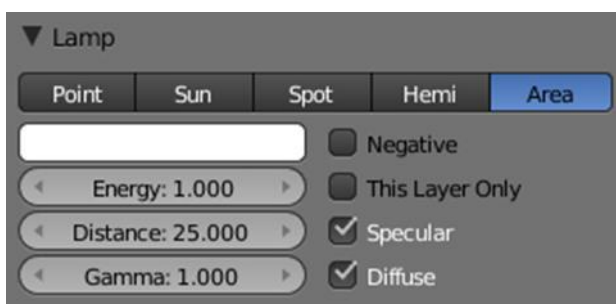 Lamp
Point Sun Spot Hemi Area
Negative
Energy: 1.000 This Layer Only
Distance: 25.000 Specular
Gamma: 1.000 Diffuse